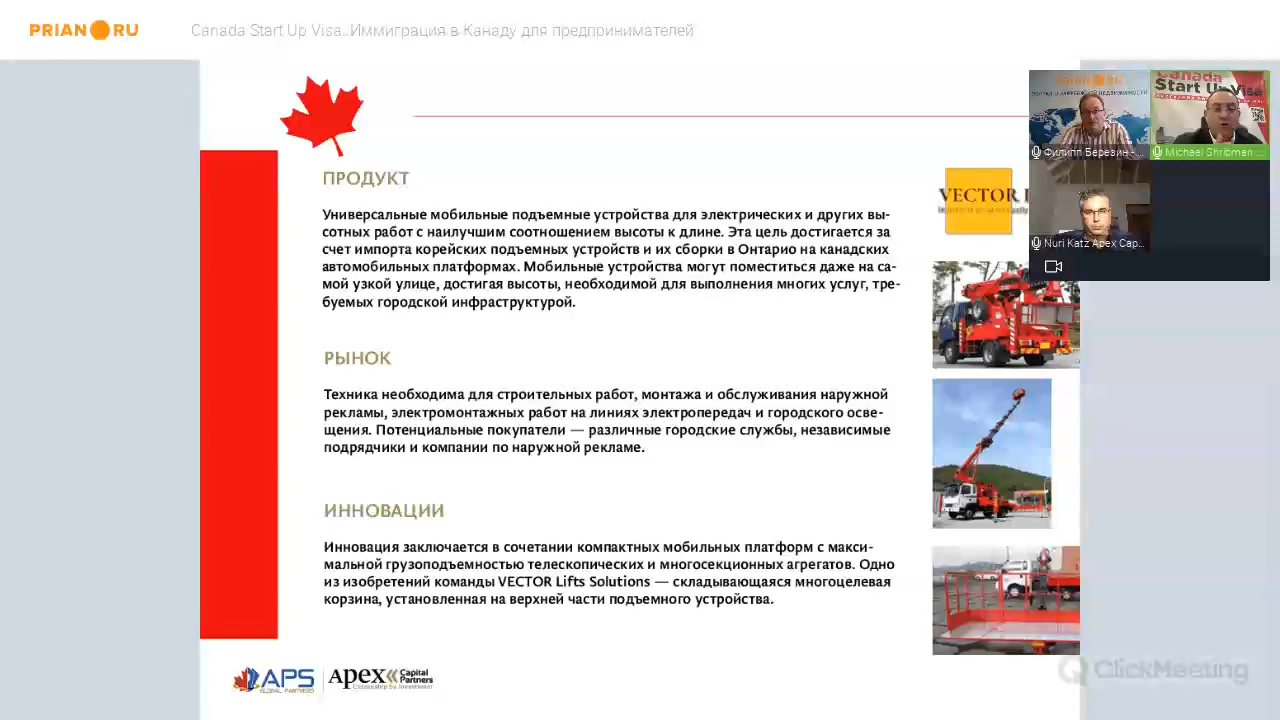 PRIAN RU
Canada Start Up Visa. Иммиграция в Канаду для предпринимателей
PRIAN RU
Canada
Start Up Visa
Филипп Березин -...
Michael Shribman ...
Nuri Katz Apex Cap...
ПРОДУКТ
Универсальные мобильные подъемные устройства для электрических и других вы-
сотных работ с наилучшим соотношением высоты к длине. Эта цель достигается за
счет импорта корейских подъемных устройств и их сборки в Онтарио на канадских
автомобильных платформах. Мобильные устройства могут поместиться даже на са-
мой узкой улице, достигая высоты, необходимой для выполнения многих услуг, тре-
буемых городской инфраструктурой.
VECTOR
РЫНОК
Техника необходима для строительных работ, монтажа и обслуживания наружной
рекламы, электромонтажных работ на линиях электропередач и городского осве-
щения. Потенциальные покупатели — различные городские службы, независимые
подрядчики и компании по наружной рекламе.
ИННОВАЦИИ
Инновация заключается в сочетании компактных мобильных платформ с макси-
мальной грузоподъемностью телескопических и многосекционных агрегатов. Одно
из изобретений команды VECTOR Lifts Solutions — складывающаяся многоцелевая
корзина, установленная на верхней части подъемного устройства.
APS
GLOBAL PARTNERS
Apex Capital Partners
Citizenship by Investment
ClickMeeting